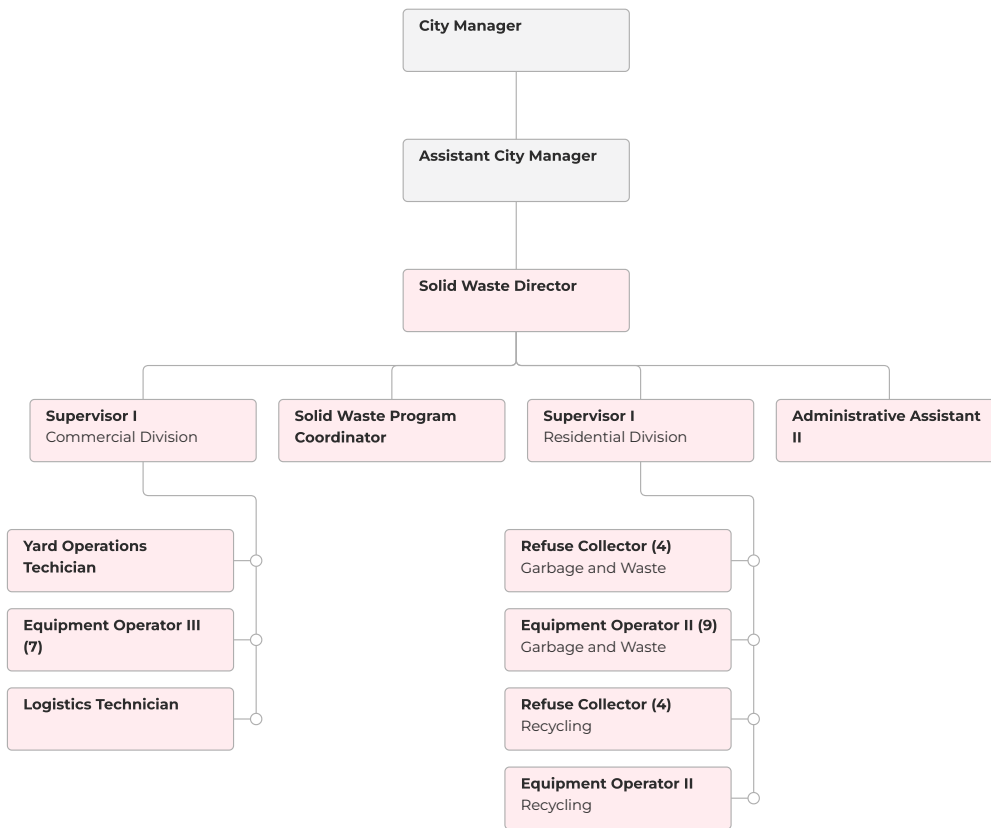 City Manager
Assistant City Manager
Solid Waste Director
Supervisor I
Commercial Division
Solid Waste Program
Coordinator
Supervisor I
Residential Division
Administrative Assistant
II
Yard Operations
Techician
Equipment Operator III
(7)
Logistics Technician
Refuse Collector (4)
Garbage and Waste
Equipment Operator II (9)
Garbage and Waste
Refuse Collector (4)
Recycling
Equipment Operator II
Recycling